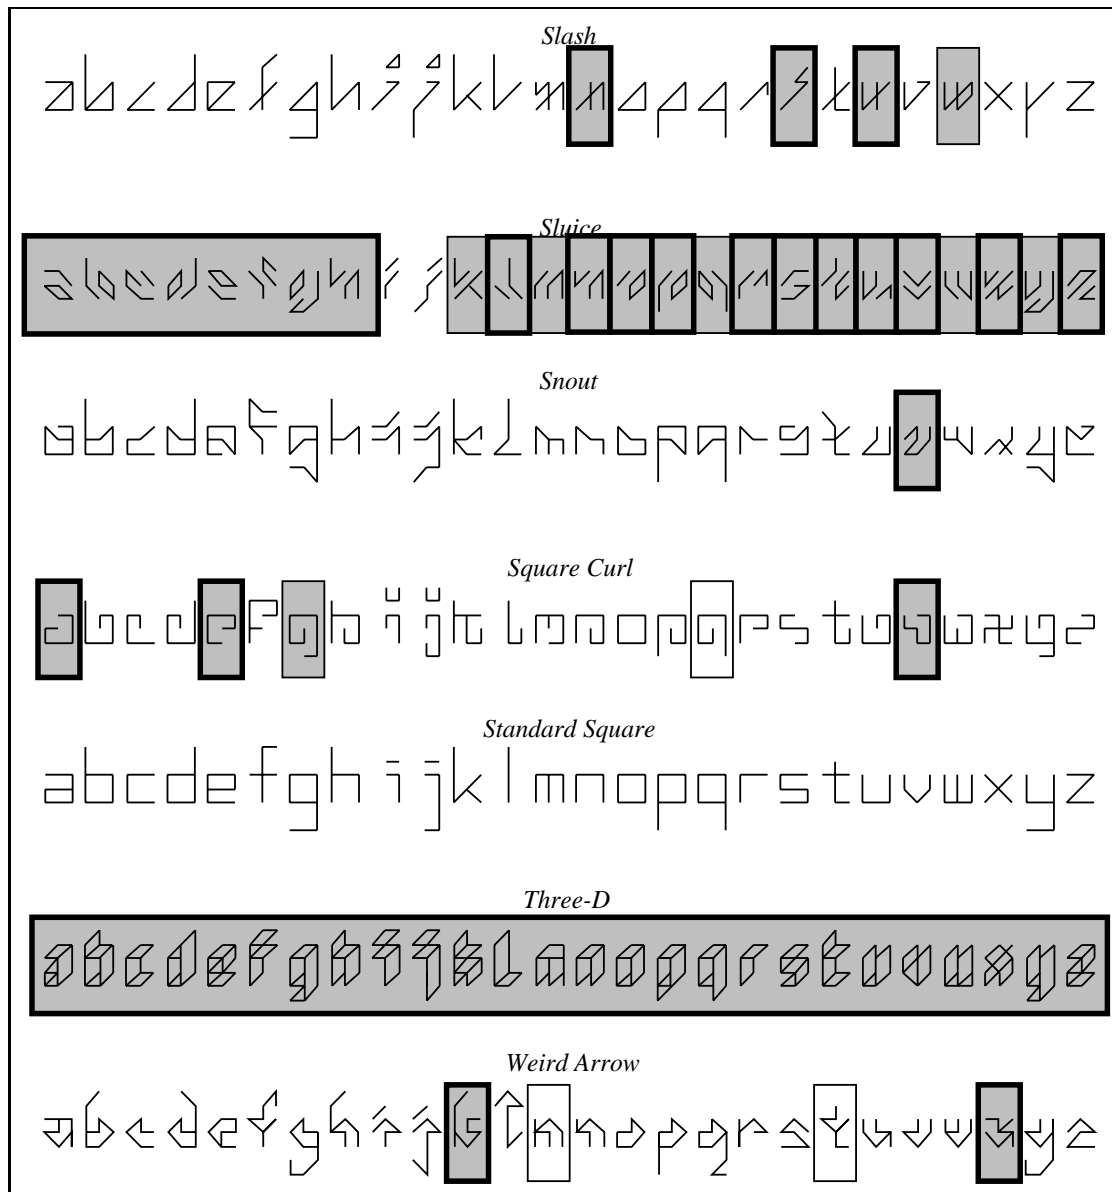 Slash
abcdefghijklmnopqrstuvwxyz
Sluice
abcdefghijklmnopqrstuvwxyz
Snout
abcdefghijklmnopqrstuvwxyz
Square Curl
abcdefghijklmnopqrstuvwxyz
Standard Square
abcdefghijklmnopqrstuvwxyz
Three-D
abcdefghijklmnopqrstuvwxyz
Weird Arrow
abcdefghijklmnopqrstuvwxyz